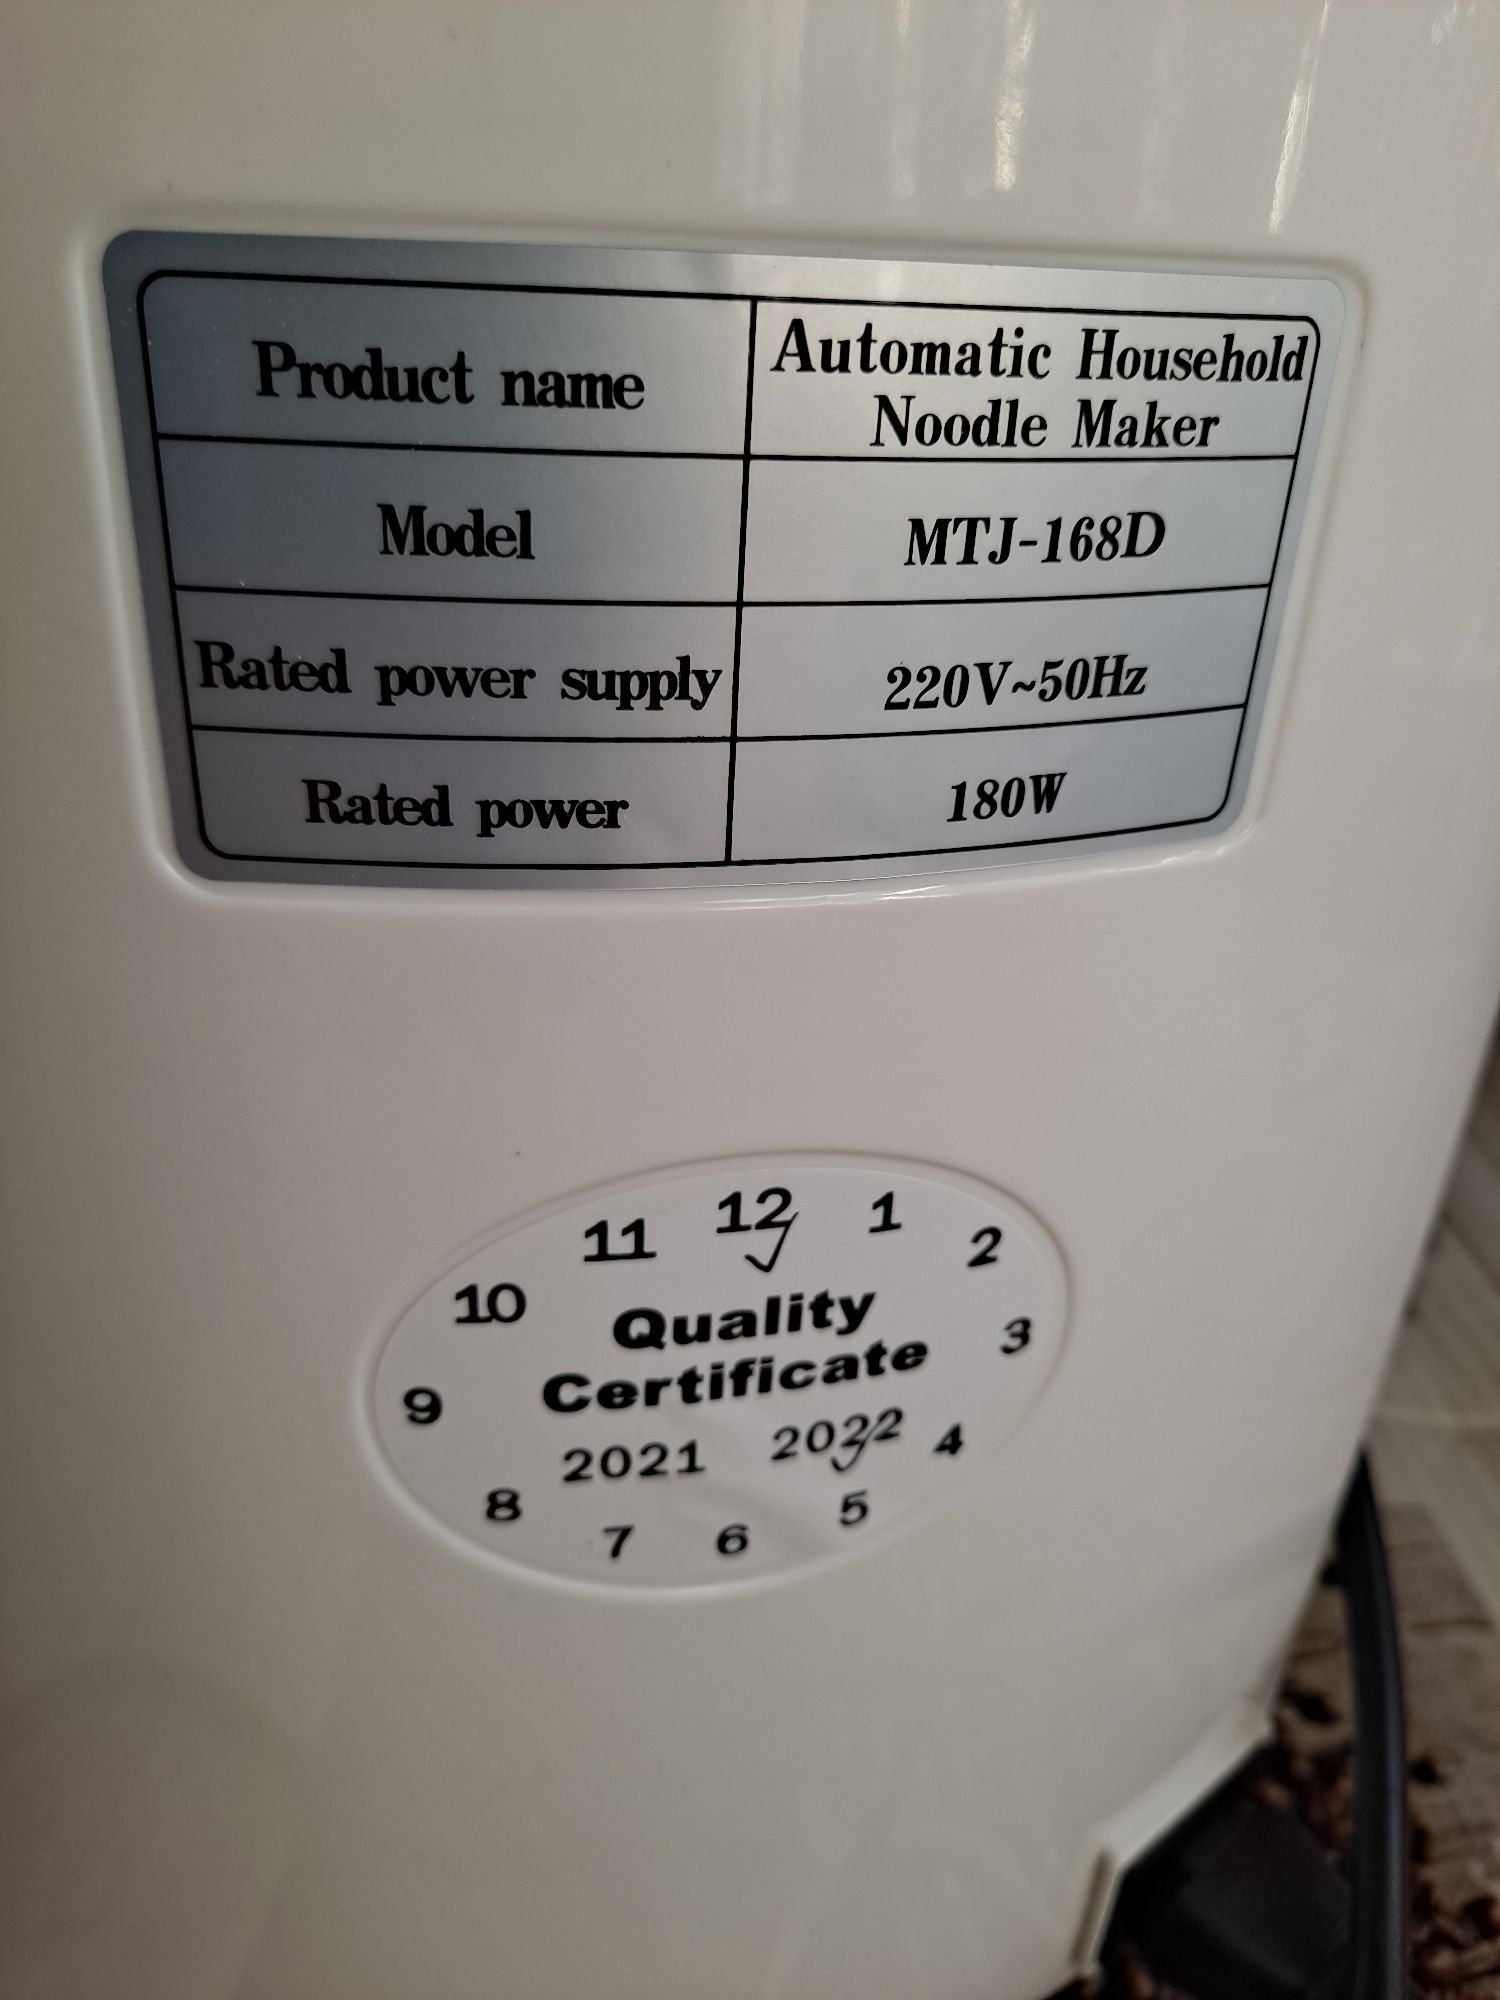 Product name
Automatic Household
Noodle Maker
Model
MTJ-168D
Rated power supply
220V~50Hz
Rated power
180W
12
11
1
2
10
3
Quality
Certificate
9
2021
2022
4
8
5
7
6